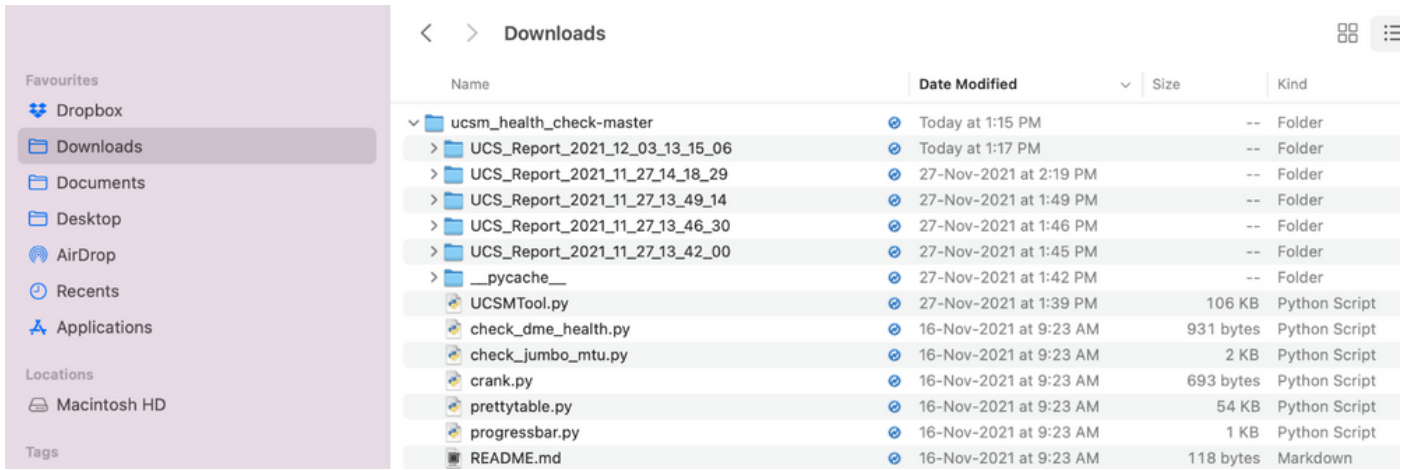 Downloads
Favourites
Dropbox
Downloads
Documents
Desktop
AirDrop
Recents
Applications
Locations
Macintosh HD
Tags
Name Date Modified Size Kind
ucsm_health_check-master Today at 1:15 PM -- Folder
UCS_Report_2021_12_03_13_15_06 Today at 1:17 PM -- Folder
UCS_Report_2021_11_27_14_18_29 27-Nov-2021 at 2:19 PM -- Folder
UCS_Report_2021_11_27_13_49_14 27-Nov-2021 at 1:49 PM -- Folder
UCS_Report_2021_11_27_13_46_30 27-Nov-2021 at 1:46 PM -- Folder
UCS_Report_2021_11_27_13_42_00 27-Nov-2021 at 1:45 PM -- Folder
__pycache__ 27-Nov-2021 at 1:42 PM -- Folder
UCSMTool.py 27-Nov-2021 at 1:39 PM 106 KB Python Script
check_dme_health.py 16-Nov-2021 at 9:23 AM 931 bytes Python Script
check_jumbo_mtu.py 16-Nov-2021 at 9:23 AM 2 KB Python Script
crank.py 16-Nov-2021 at 9:23 AM 693 bytes Python Script
prettytable.py 16-Nov-2021 at 9:23 AM 54 KB Python Script
progressbar.py 16-Nov-2021 at 9:23 AM 1 KB Python Script
README.md 16-Nov-2021 at 9:23 AM 118 bytes Markdown